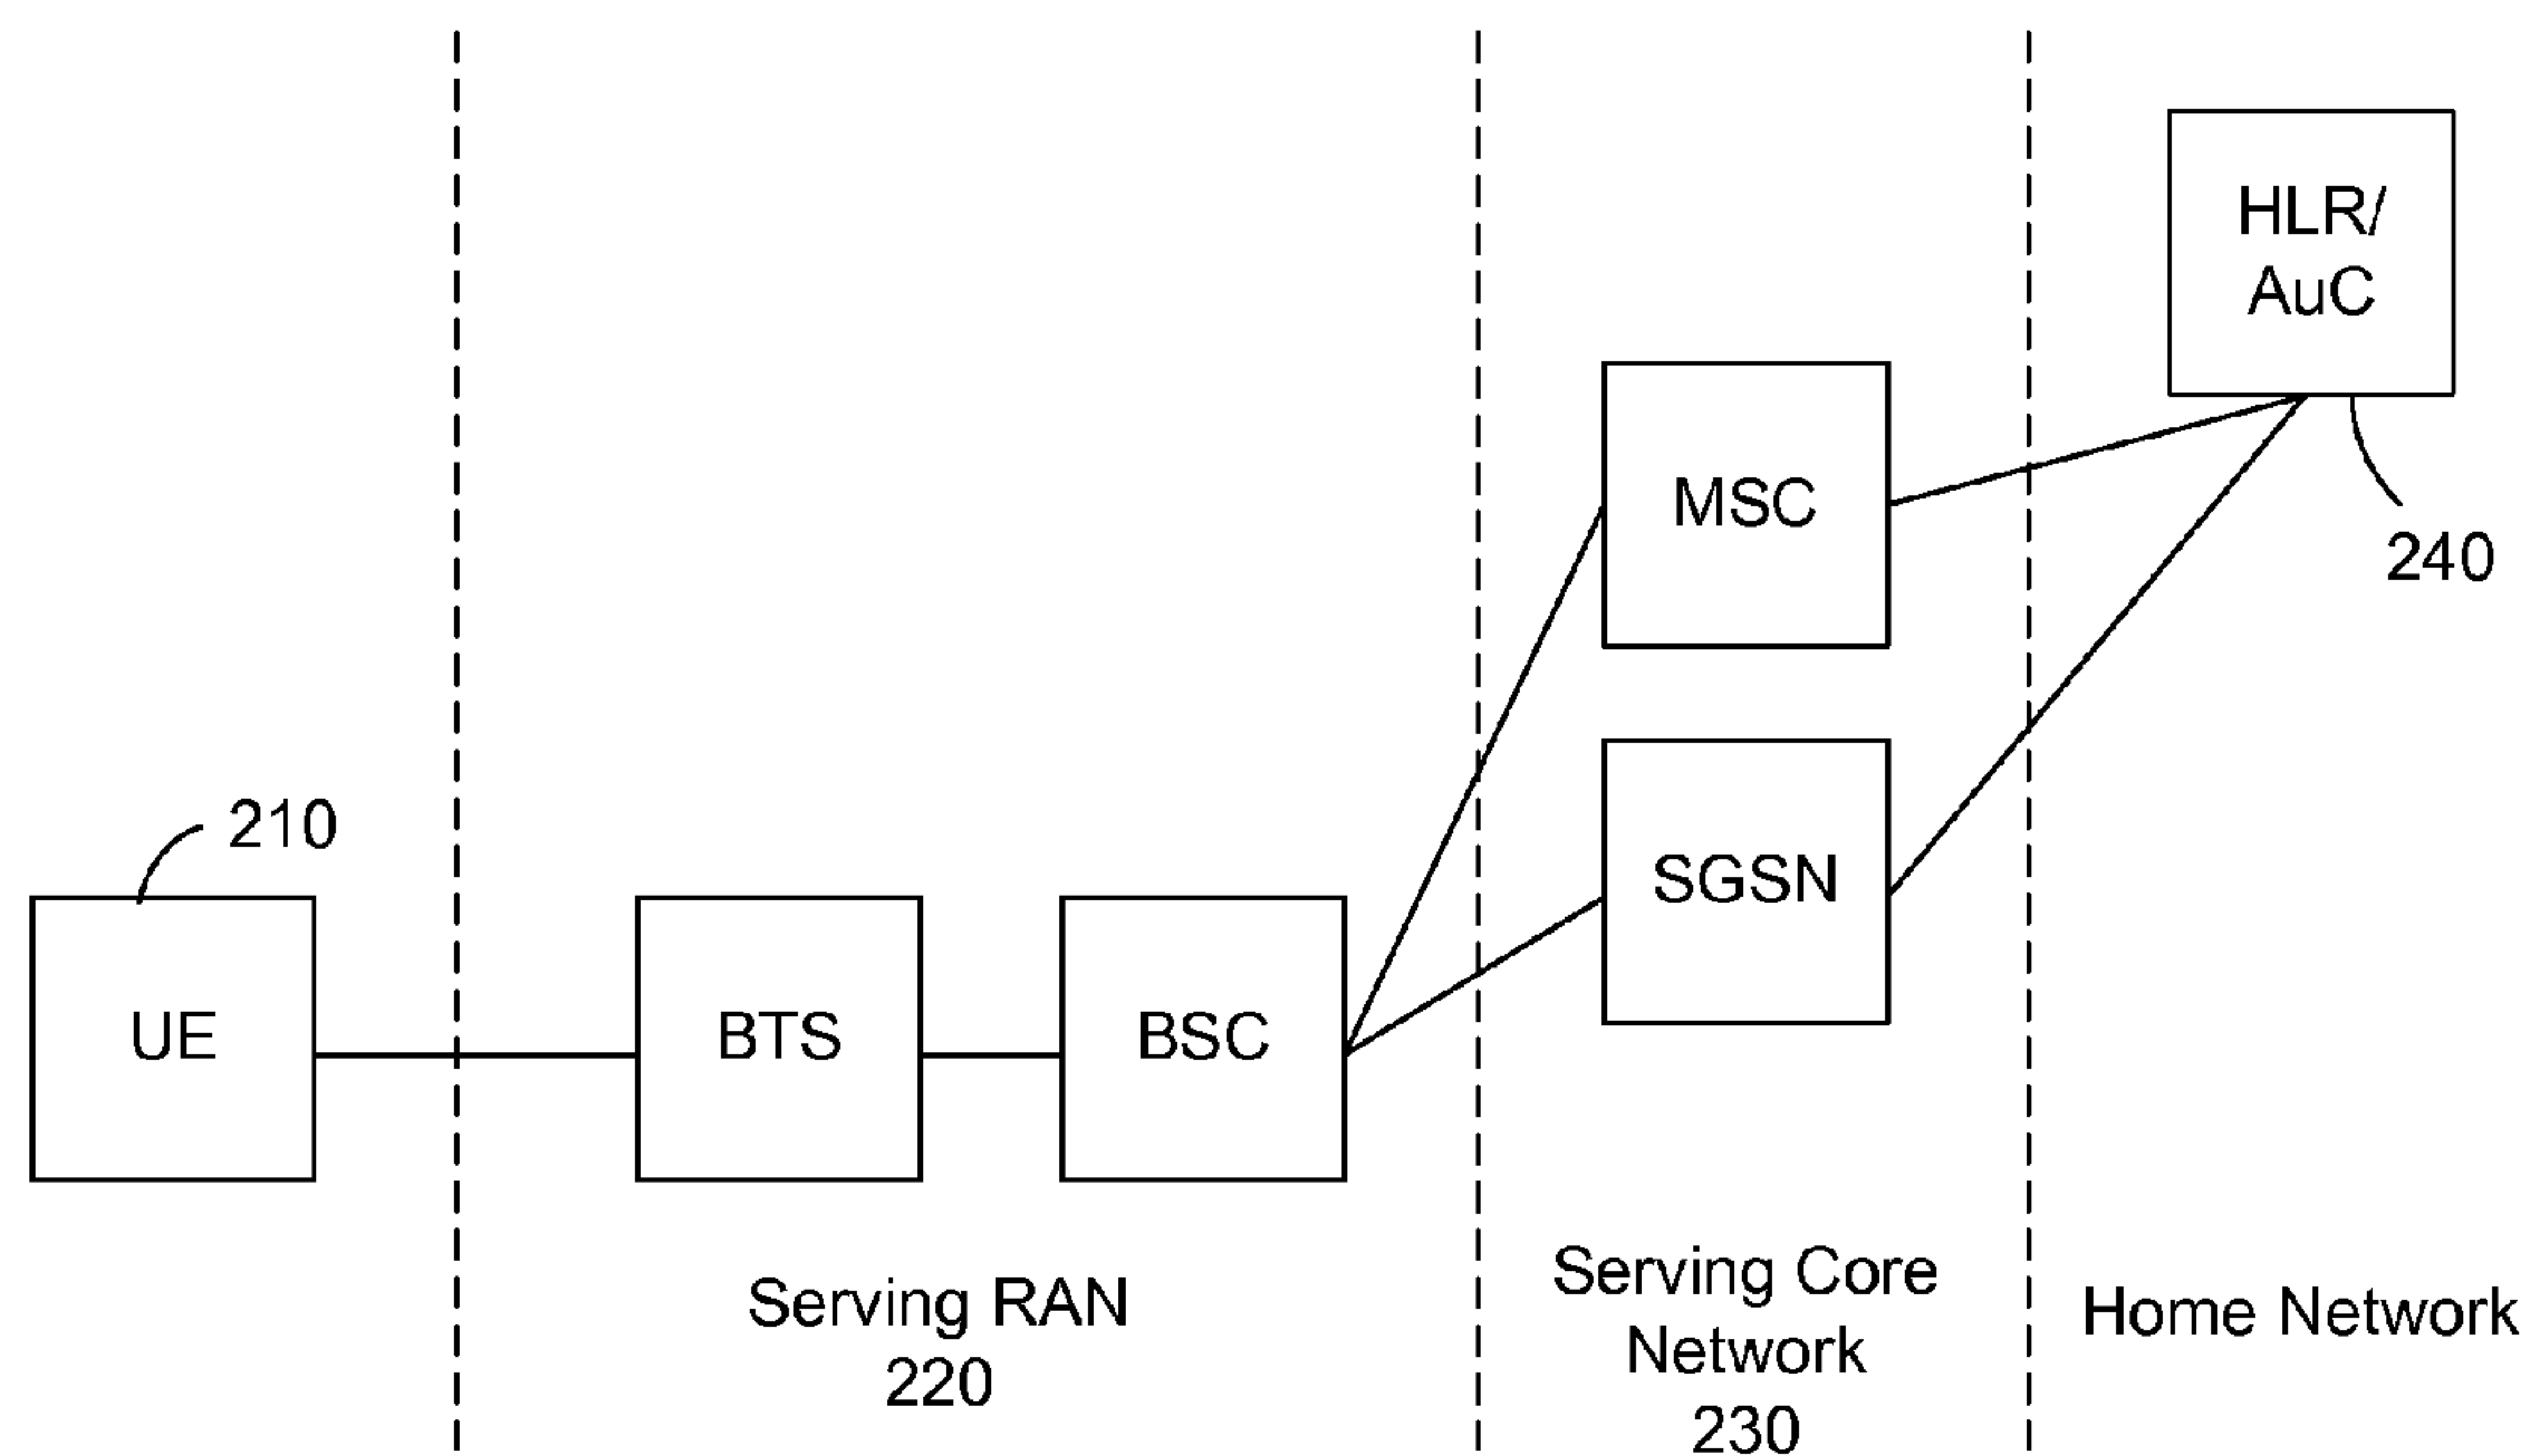 HLR/
AuC
240
MSC
SGSN
210
UE
BTS
BSC
Serving RAN
220
Serving Core
Network
230
Home Network